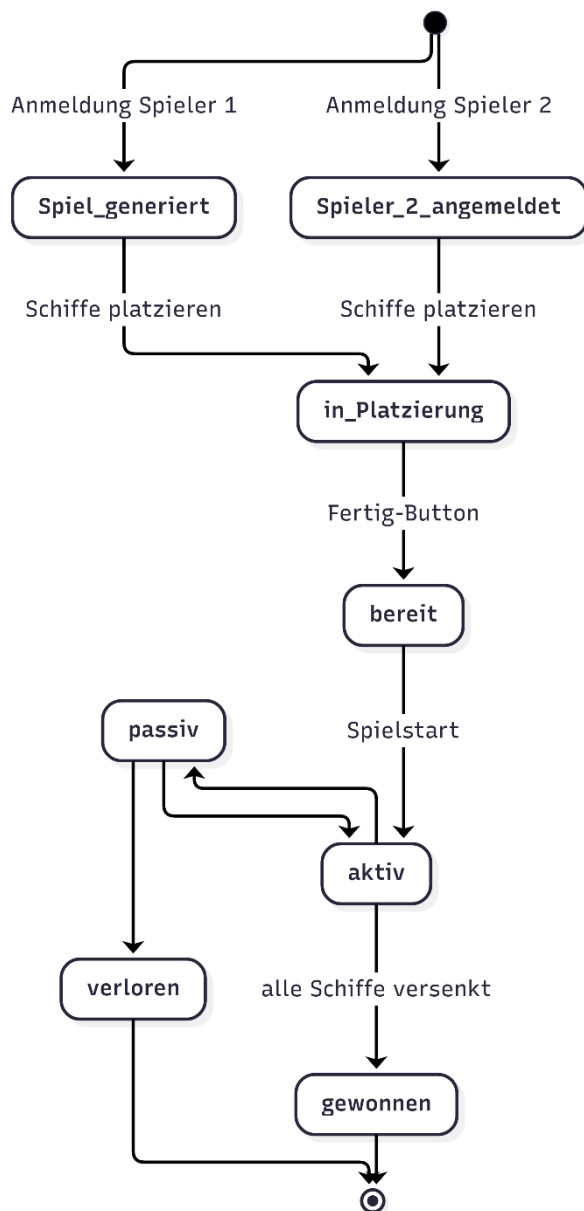 Anmeldung Spieler 1
Anmeldung Spieler 2
Spiel_generiert
Spieler_2_angemeldet
Schiffe platzieren
Schiffe platzieren
in_Platzierung
Fertig-Button
bereit
passiv
Spielstart
aktiv
verloren
alle Schiffe versenkt
gewonnen